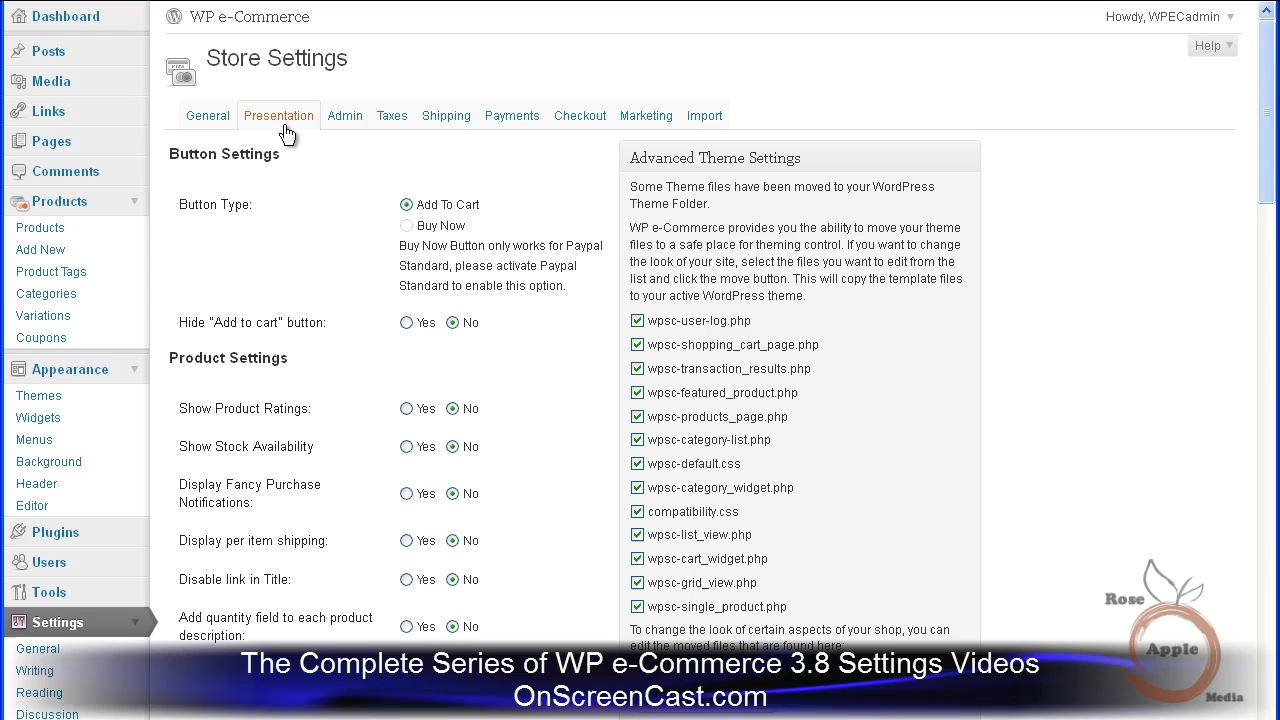 Dashboard
Posts
Media
Links
Pages
Comments
Products
Products
Add New
Product Tags
Categories
Variations
Coupons
Appearance
Themes
Widgets
Menus
Background
Header
Editor
Plugins
Users
Tools
Settings
General
Writing
Reading
Discussion
WP e-Commerce
Howdy, WPECadmin
Help
Store Settings
General Presentation Admin Taxes Shipping Payments Checkout Marketing Import
Button Settings
Button Type:
Add To Cart
Buy Now
Buy Now Button only works for Paypal
Standard, please activate Paypal
Standard to enable this option.
Hide "Add to cart" button: Yes No
Product Settings
Show Product Ratings: Yes No
Show Stock Availability Yes No
Display Fancy Purchase
Notifications: Yes No
Display per item shipping: Yes No
Disable link in Title: Yes No
Add quantity field to each product
description: Yes No
Advanced Theme Settings
Some Theme files have been moved to your WordPress
Theme Folder.
WP e-Commerce provides you the ability to move your theme
files to a safe place for theming control. If you want to change
the look of your site, select the files you want to edit from the
list and click the move button. This will copy the template files
to your active WordPress theme.
wpsc-user-log.php
wpsc-shopping_cart_page.php
wpsc-transaction_results.php
wpsc-featured_product.php
wpsc-products_page.php
wpsc-category-list.php
wpsc-default.css
wpsc-category_widget.php
compatibility.css
wpsc-list_view.php
wpsc-cart_widget.php
wpsc-grid_view.php
wpsc-single_product.php
To change the look of certain aspects of your shop, you can
edit the moved files that are found here:
Rose
Apple
Media
The Complete Series of WP e-Commerce 3.8 Settings Videos
OnScreenCast.com